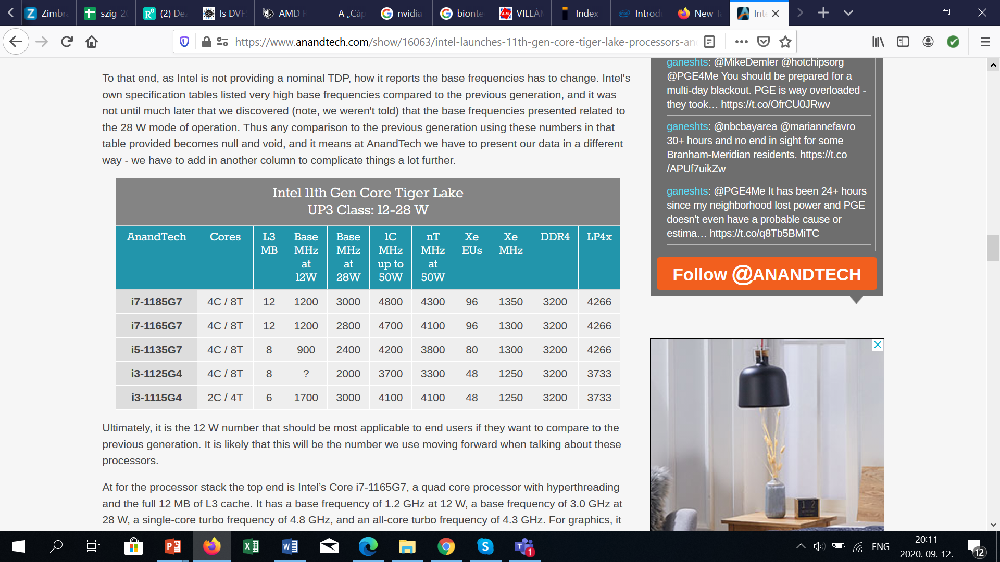 Zimbra
szig_20
(2) De
Is DVF
AMD R
A „Cáp
nvidia
bionte
VILLÁM
Index -
Introdu
New T
Inte
https://www.anandtech.com/show/16063/intel-launches-11th-gen-core-tiger-lake-processors-an
To that end, as Intel is not providing a nominal TDP, how it reports the base frequencies has to change. Intel's
own specification tables listed very high base frequencies compared to the previous generation, and it was
not until much later that we discovered (note, we weren't told) that the base frequencies presented related to
the 28 W mode of operation. Thus any comparison to the previous generation using these numbers in that
table provided becomes null and void, and it means at AnandTech we have to present our data in a different
way - we have to add in another column to complicate things a lot further.
Intel 11th Gen Core Tiger Lake
UP3 Class: 12-28 W
AnandTech Cores L3 MB Base MHz at 12W Base MHz at 28W 1C MHz up to 50W nT MHz at 50W Xe EUs Xe MHz DDR4 LP4x
i7-1185G7 4C / 8T 12 1200 3000 4800 4300 96 1350 3200 4266
i7-1165G7 4C / 8T 12 1200 2800 4700 4100 96 1300 3200 4266
i5-1135G7 4C / 8T 8 900 2400 4200 3800 80 1300 3200 4266
i3-1125G4 4C / 8T 8 ? 2000 3700 3300 48 1250 3200 3733
i3-1115G4 2C / 4T 6 1700 3000 4100 4100 48 1250 3200 3733
Ultimately, it is the 12 W number that should be most applicable to end users if they want to compare to the
previous generation. It is likely that this will be the number we use moving forward when talking about these
processors.
At for the processor stack the top end is Intel’s Core i7-1165G7, a quad core processor with hyperthreading
and the full 12 MB of L3 cache. It has a base frequency of 1.2 GHz at 12 W, a base frequency of 3.0 GHz at
28 W, a single-core turbo frequency of 4.8 GHz, and an all-core turbo frequency of 4.3 GHz. For graphics, it
ganeshts: @MikeDemler @hotchipsorg
@PGE4Me You should be prepared for a
multi-day blackout. PGE is way overloaded -
they took… https://t.co/OfrCU0JRwv
ganeshts: @nbcbayarea @mariannefavro
30+ hours and no end in sight for some
Branham-Meridian residents. https://t.co
/APUf7uikZw
ganeshts: @PGE4Me It has been 24+ hours
since my neighborhood lost power and PGE
doesn't even have a probable cause or
estima… https://t.co/q8Tb5BMiTC
Follow @ANANDTECH
12
1
ENG
20:11
2020. 09. 12.
12